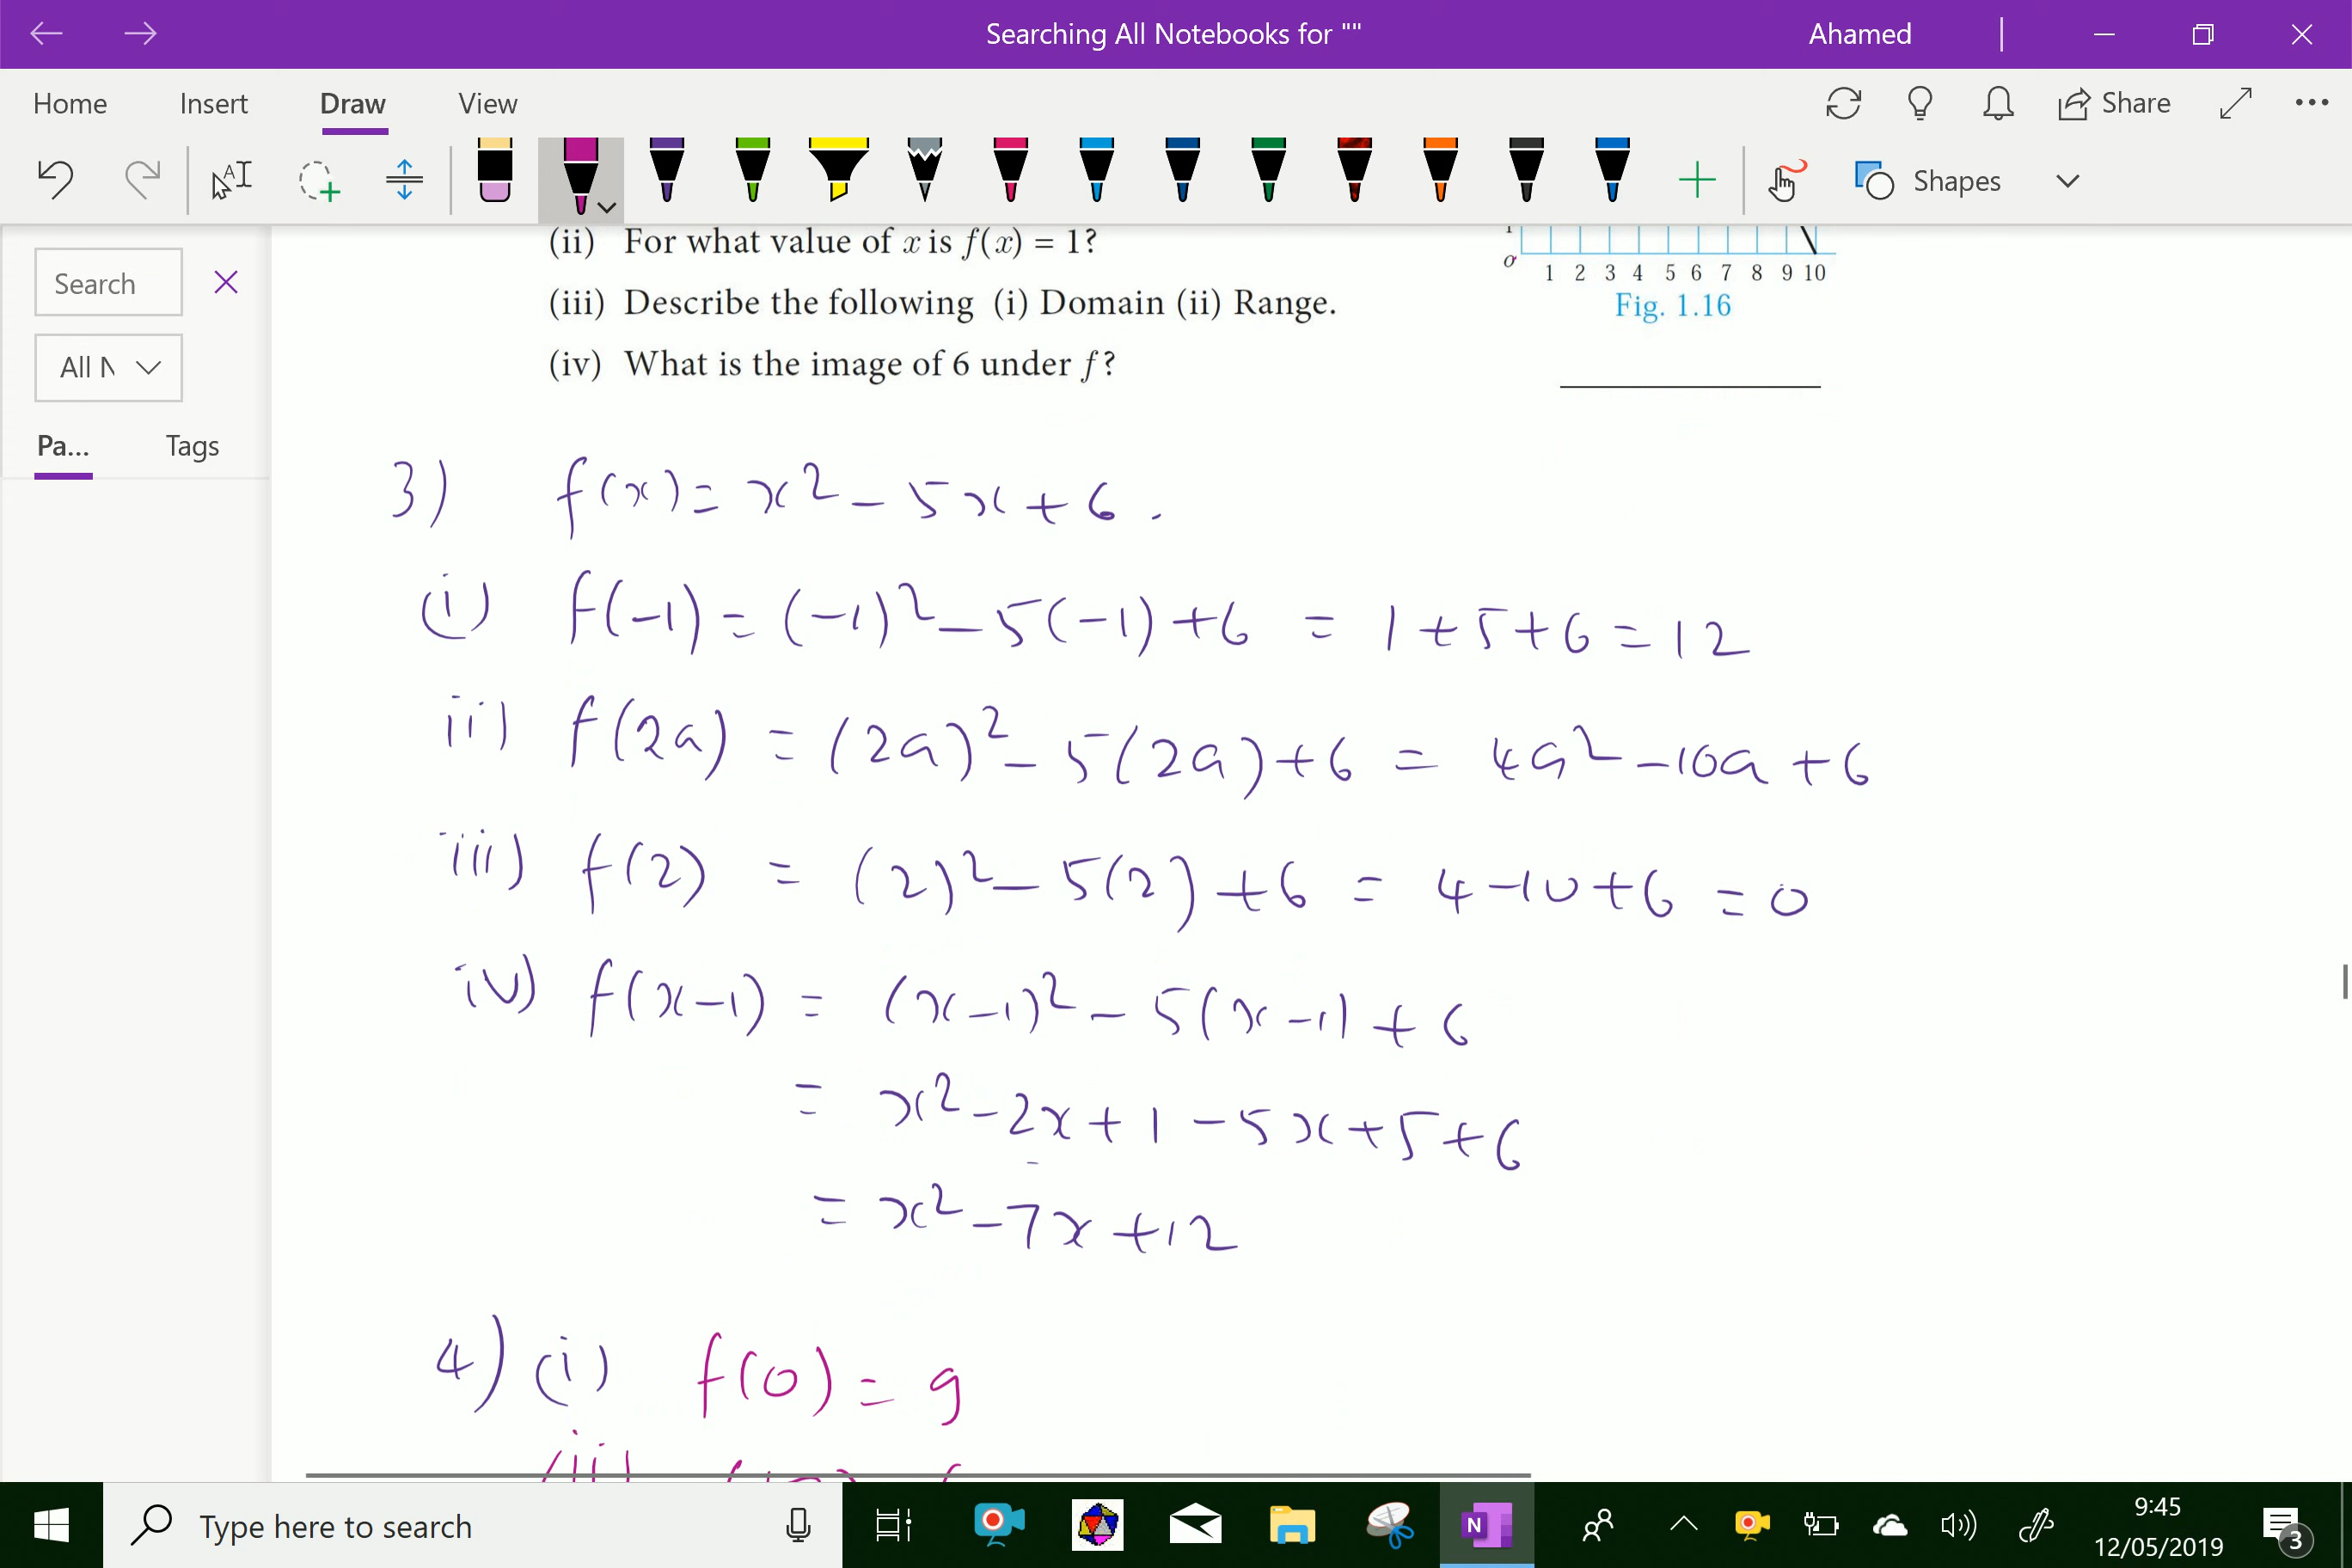 Searching All Notebooks for "" Ahamed
Home Insert Draw View Share
Shapes
Search
All N
Pa... Tags
(ii) For what value of x is f(x) = 1?
(iii) Describe the following (i) Domain (ii) Range.
(iv) What is the image of 6 under f?
1
0 1 2 3 4 5 6 7 8 9 10
Fig. 1.16
3) f(x) = x² - 5x + 6.
(i) f(-1) = (-1)² - 5(-1) + 6 = 1 + 5 + 6 = 12
ii) f(2a) = (2a)² - 5(2a) + 6 = 4a² - 10a + 6
iii) f(2) = (2)² - 5(2) + 6 = 4 - 10 + 6 = 0
iv) f(x-1) = (x-1)² - 5(x-1) + 6
= x² - 2x + 1 - 5x + 5 + 6
= x² - 7x + 12
4) (i) f(0) = 9
Type here to search
N
9:45
12/05/2019
3